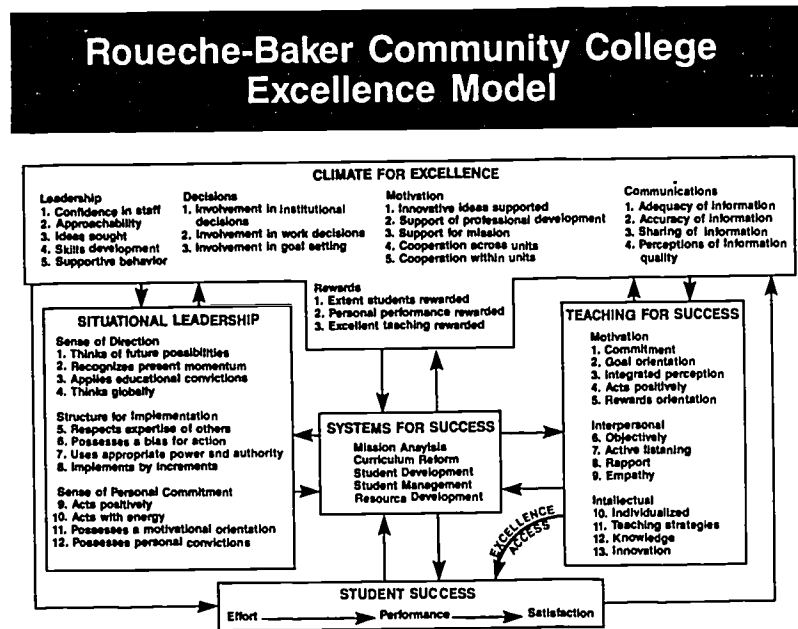 Roueche-Baker Community College
Excellence Model
CLIMATE FOR EXCELLENCE
Leadership
1. Confidence in staff
2. Approachability
3. Ideas sought
4. Skills development
5. Supportive behavior
Decisions
1. Involvement in institutional
decisions
2. Involvement in work decisions
3. Involvement in goal setting
Motivation
1. Innovative ideas supported
2. Support of professional development
3. Support for mission
4. Cooperation across units
5. Cooperation within units
Communications
1. Adequacy of information
2. Accuracy of information
3. Sharing of information
4. Perceptions of information
quality
Rewards
1. Extent students rewarded
2. Personal performance rewarded
3. Excellent teaching rewarded
SITUATIONAL LEADERSHIP
Sense of Direction
1. Thinks of future possibilities
2. Recognizes present momentum
3. Applies educational convictions
4. Thinks globally
Structure for Implementation
5. Respects expertise of others
6. Possesses a bias for action
7. Uses appropriate power and authority
8. Implements by increments
Sense of Personal Commitment
9. Acts positively
10. Acts with energy
11. Possesses a motivational orientation
12. Possesses personal convictions
SYSTEMS FOR SUCCESS
Mission Anaylsis
Curriculum Reform
Student Development
Student Management
Resource Development
TEACHING FOR SUCCESS
Motivation
1. Commitment
2. Goal orientation
3. Integrated perception
4. Acts positively
5. Rewards orientation
Interpersonal
6. Objectively
7. Active listening
8. Rapport
9. Empathy
Intellectual
10. Individualized
11. Teaching strategies
12. Knowledge
13. Innovation
EXCELLENCE
ACCESS
STUDENT SUCCESS
Effort Performance Satisfaction